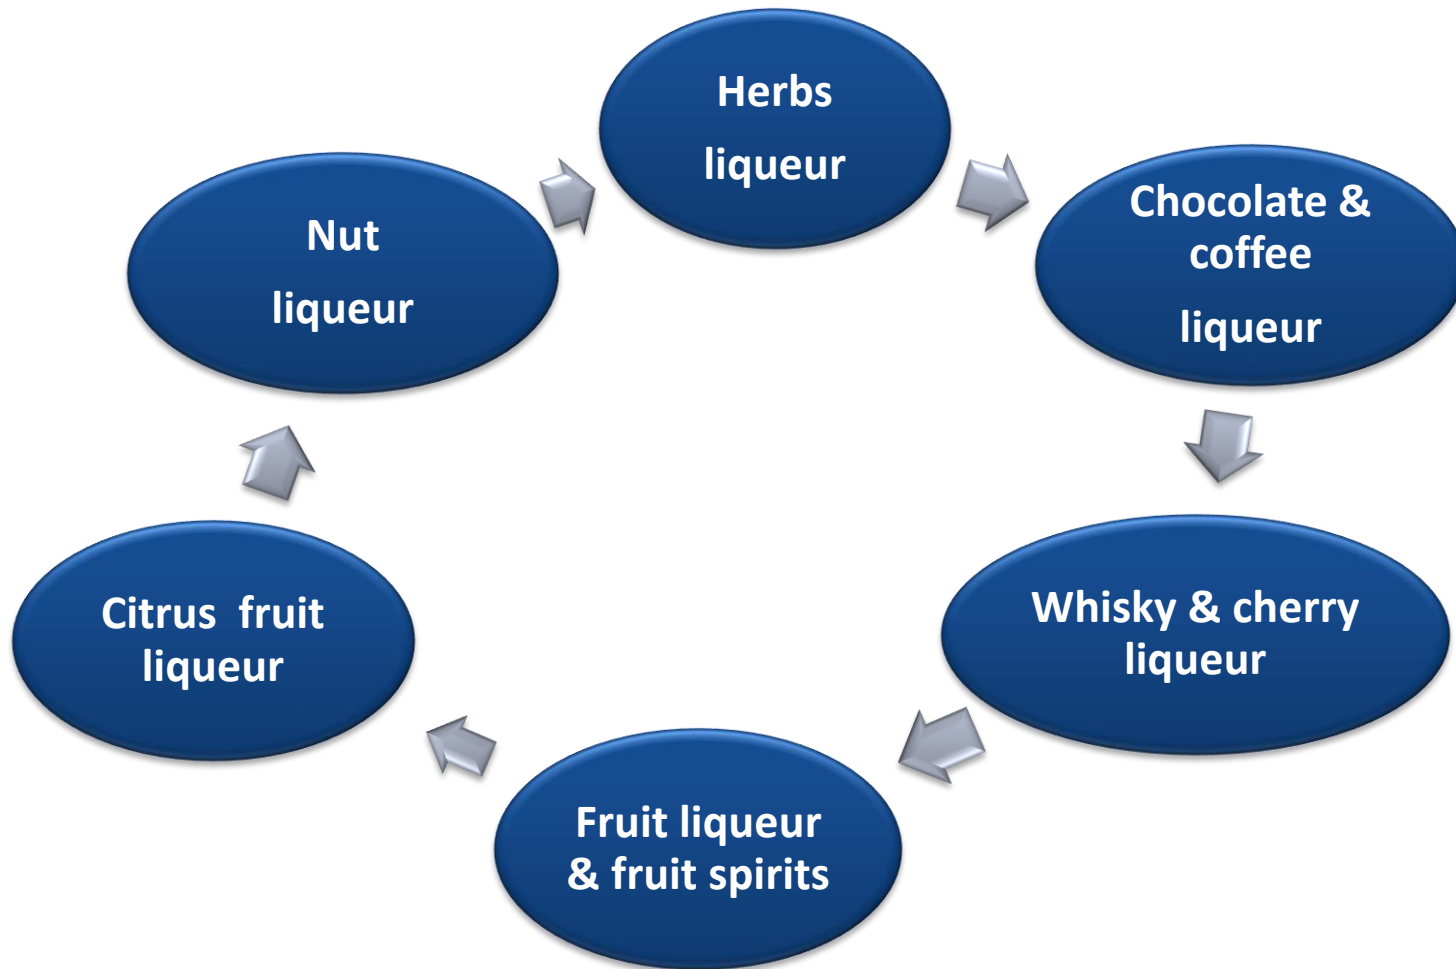 Herbs
liqueur
Chocolate &
coffee
liqueur
Whisky & cherry
liqueur
Fruit liqueur
& fruit spirits
Citrus  fruit
liqueur
Nut
liqueur